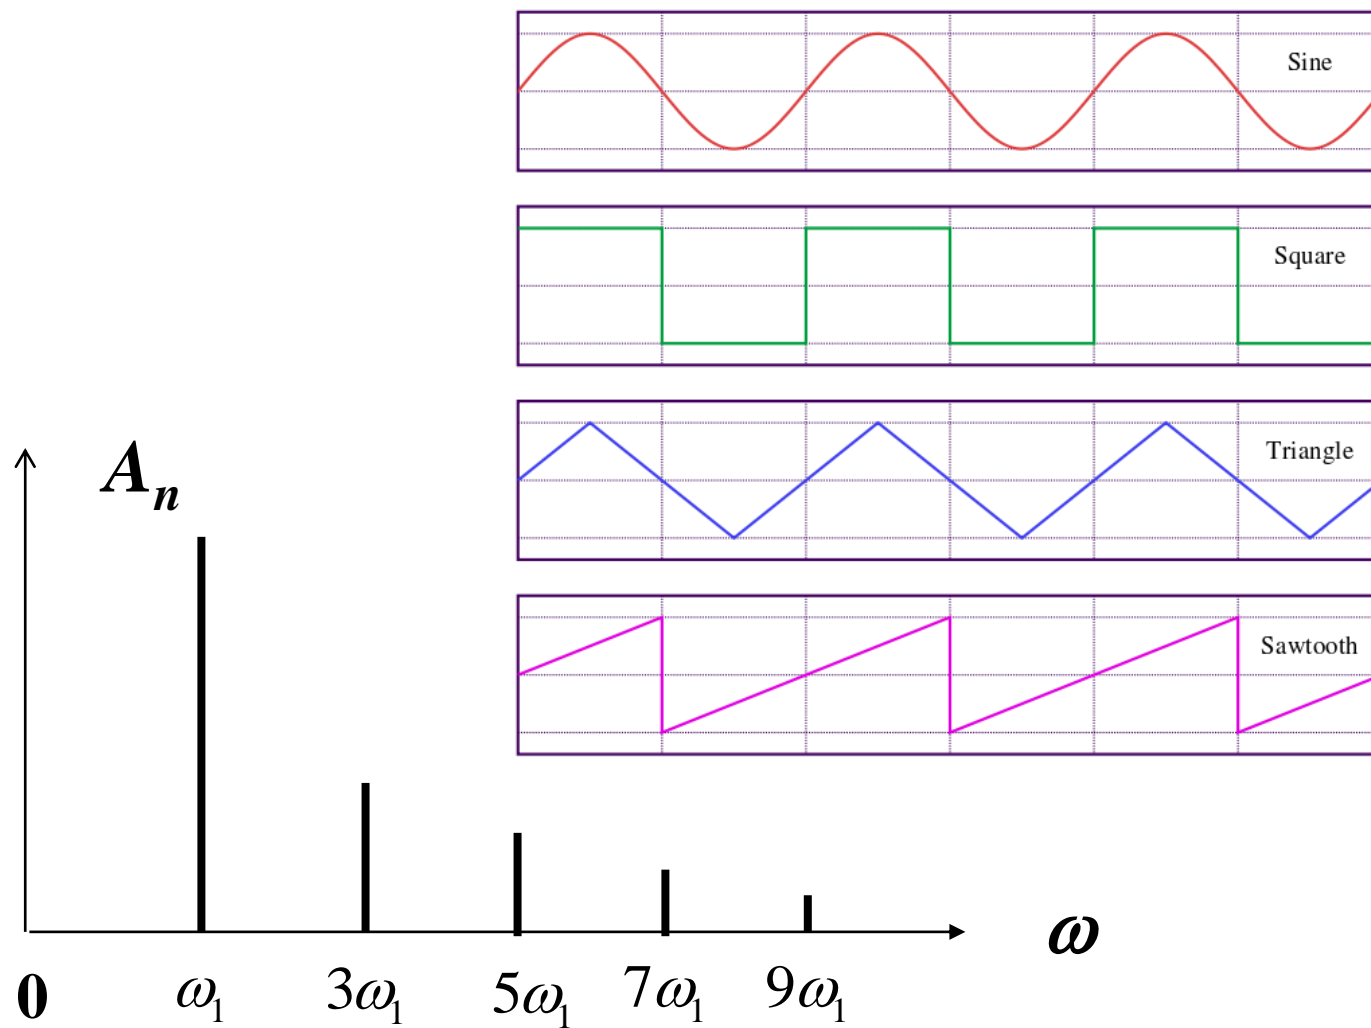 Sine
Square
Triangle
Sawtooth
Aₙ
ω
0 ω₁ 3ω₁ 5ω₁ 7ω₁ 9ω₁